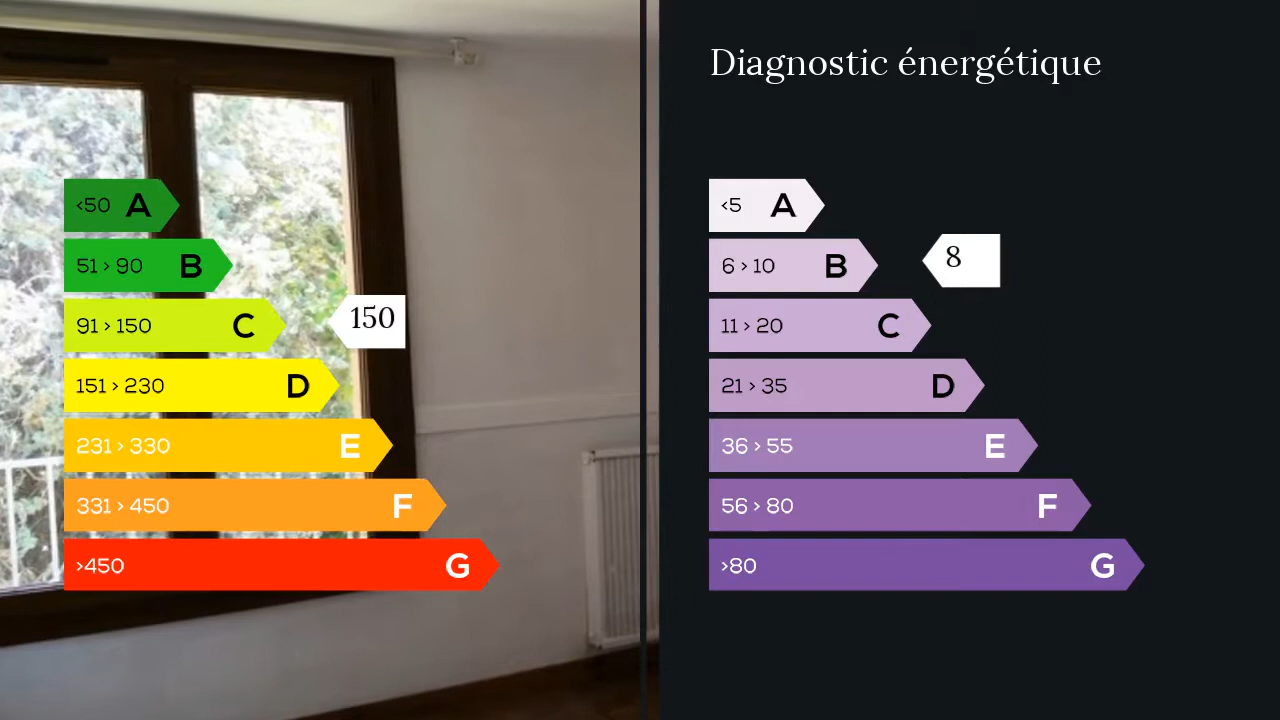 Diagnostic énergétique
<50 A
51 > 90 B
91 > 150 C
150
151 > 230 D
231 > 330 E
331 > 450 F
>450 G
<5 A
6 > 10 B
8
11 > 20 C
21 > 35 D
36 > 55 E
56 > 80 F
>80 G